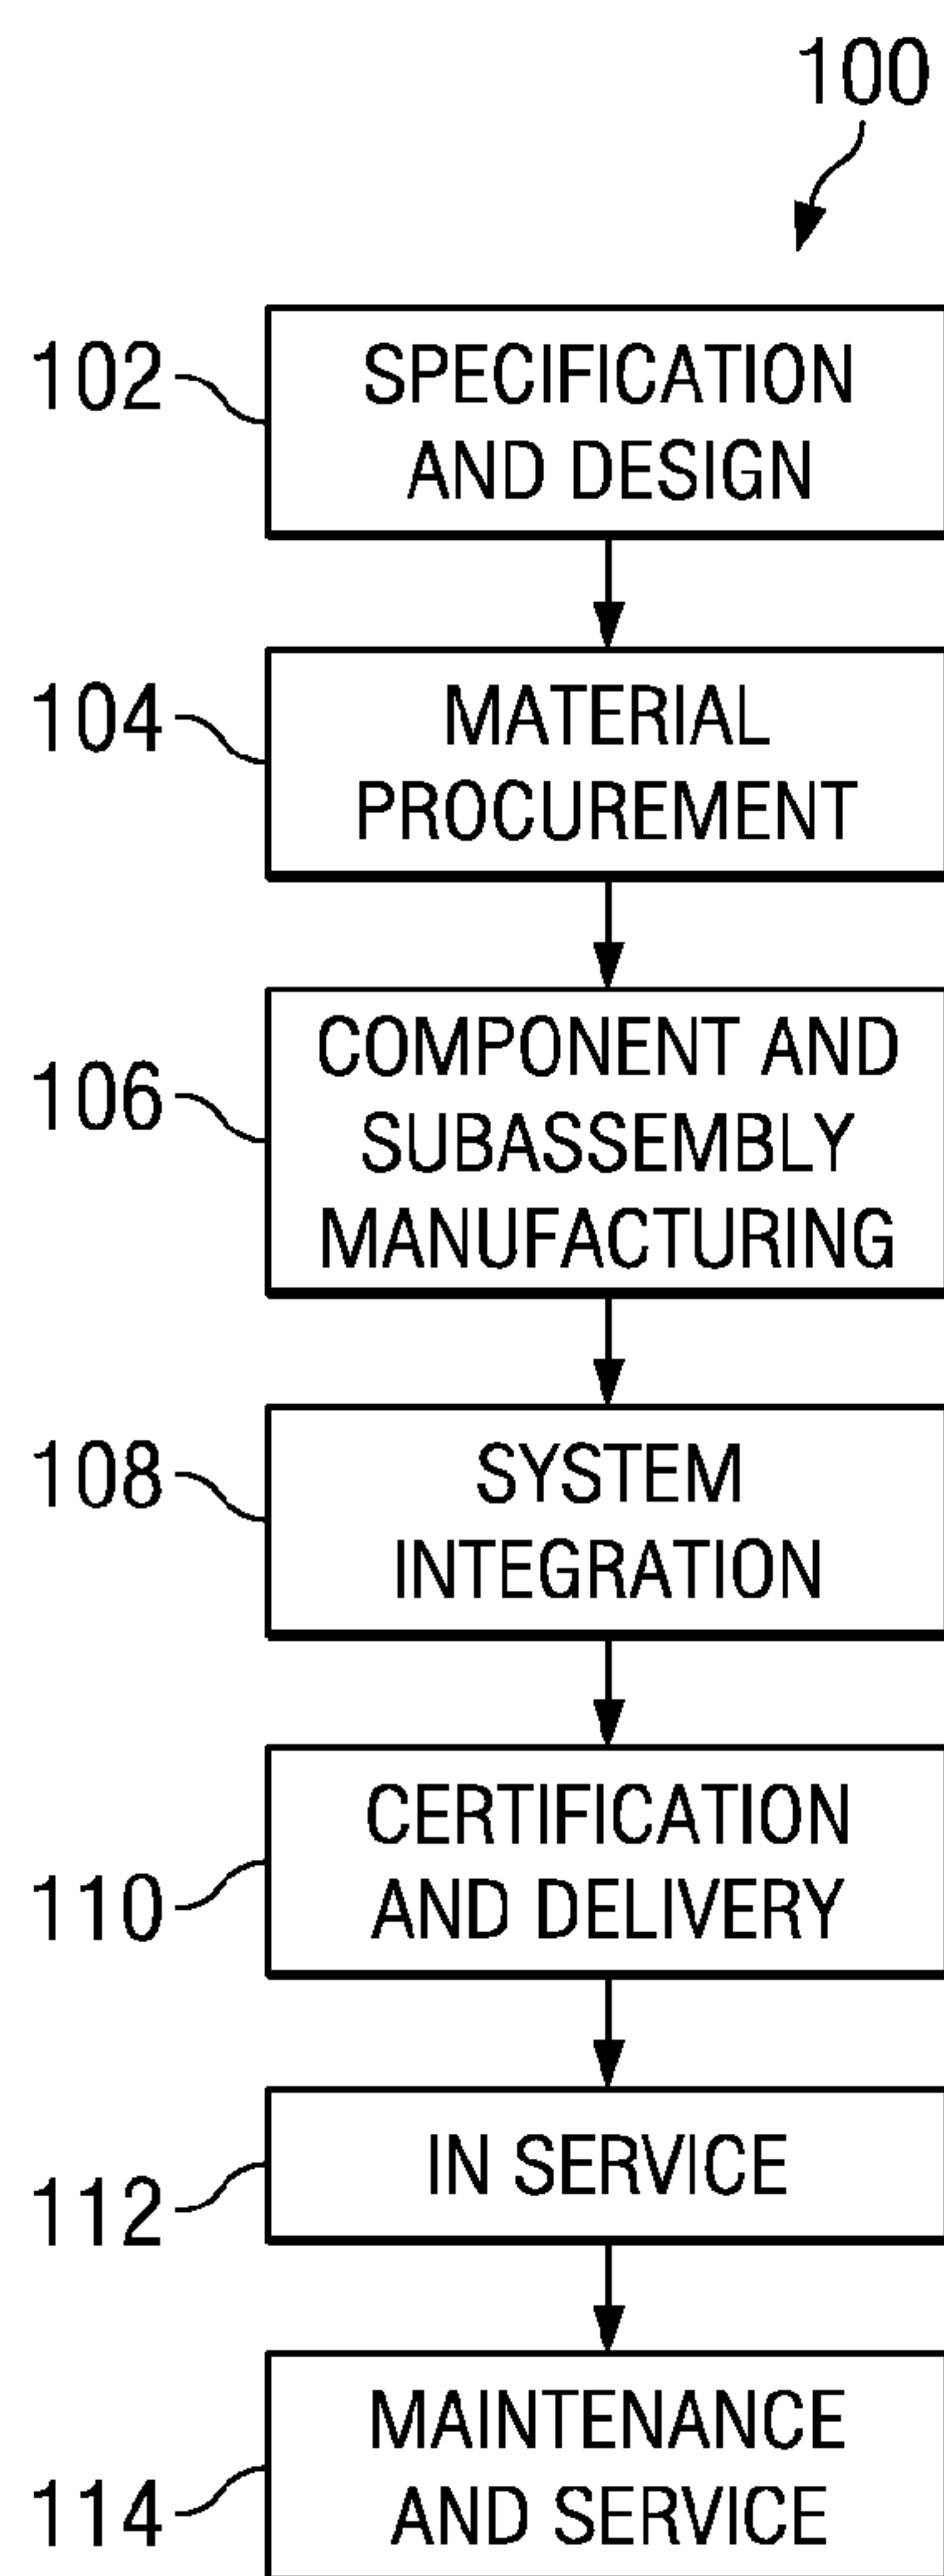 100
102
SPECIFICATION
AND DESIGN
104
MATERIAL
PROCUREMENT
106
COMPONENT AND
SUBASSEMBLY
MANUFACTURING
108
SYSTEM
INTEGRATION
110
CERTIFICATION
AND DELIVERY
112
IN SERVICE
114
MAINTENANCE
AND SERVICE